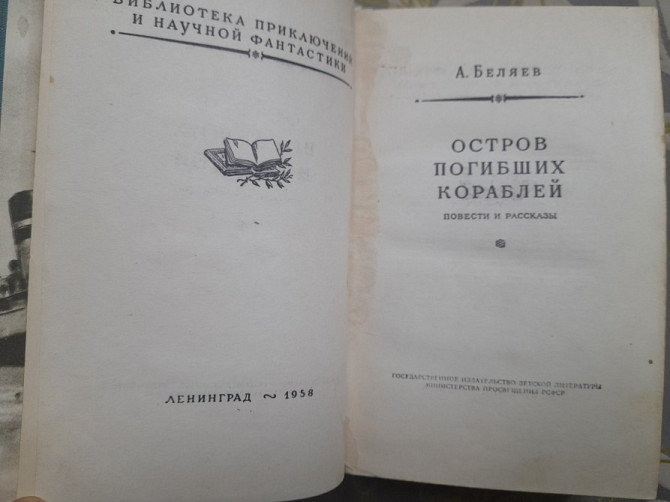 БИБЛИОТЕКА ПРИКЛЮЧЕНИЙ
И НАУЧНОЙ ФАНТАСТИКИ
ЛЕНИНГРАД ~ 1958
А. БЕЛЯЕВ
ОСТРОВ
ПОГИБШИХ
КОРАБЛЕЙ
ПОВЕСТИ И РАССКАЗЫ
ГОСУДАРСТВЕННОЕ ИЗДАТЕЛЬСТВО ДЕТСКОЙ ЛИТЕРАТУРЫ
МИНИСТЕРСТВА ПРОСВЕЩЕНИЯ РСФСР